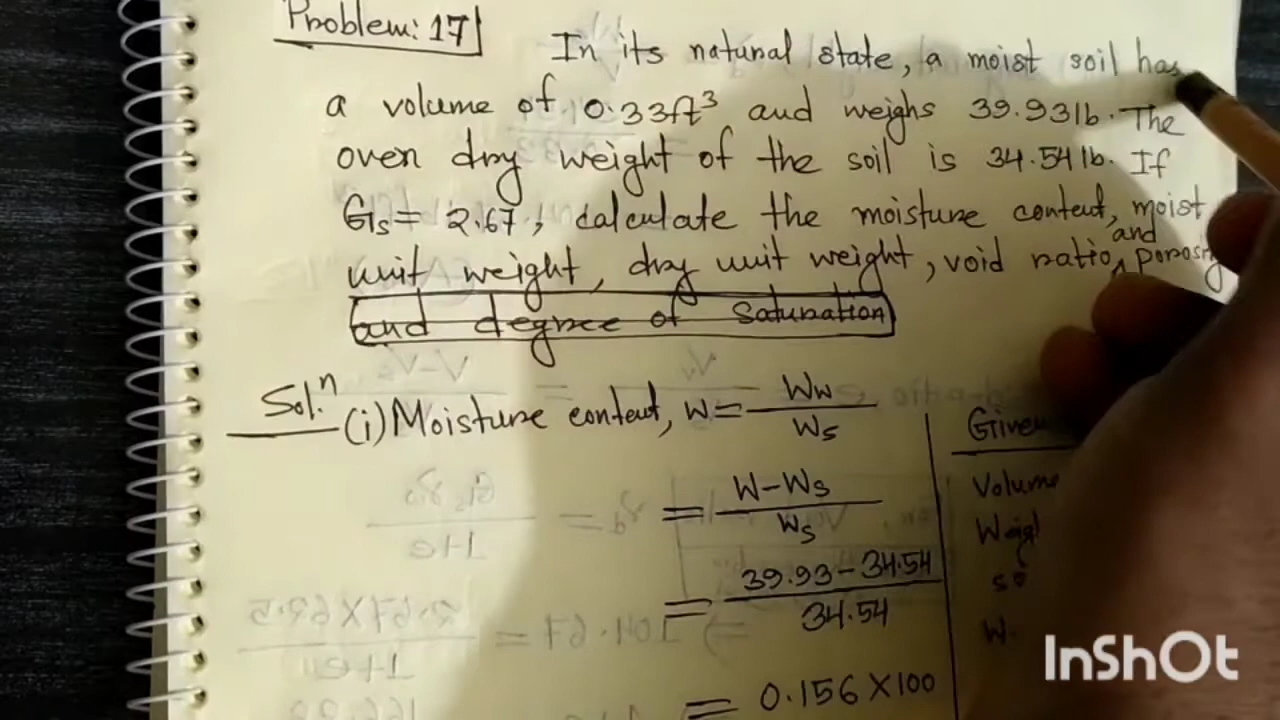 Problem: 17
In its natural state, a moist soil has
a volume of 0.33ft³ and weighs 39.93lb. The
oven dry weight of the soil is 34.54 lb. If
Gs = 2.67, calculate the moisture content, moist
unit weight, dry unit weight, void ratio and porosity
and degree of saturation
Sol.ⁿ (i) Moisture content, W = Ww / Ws
= W - Ws / Ws
= 39.93 - 34.54 / 34.54
= 0.156 X 100
Given
Volume
W.
InShOt